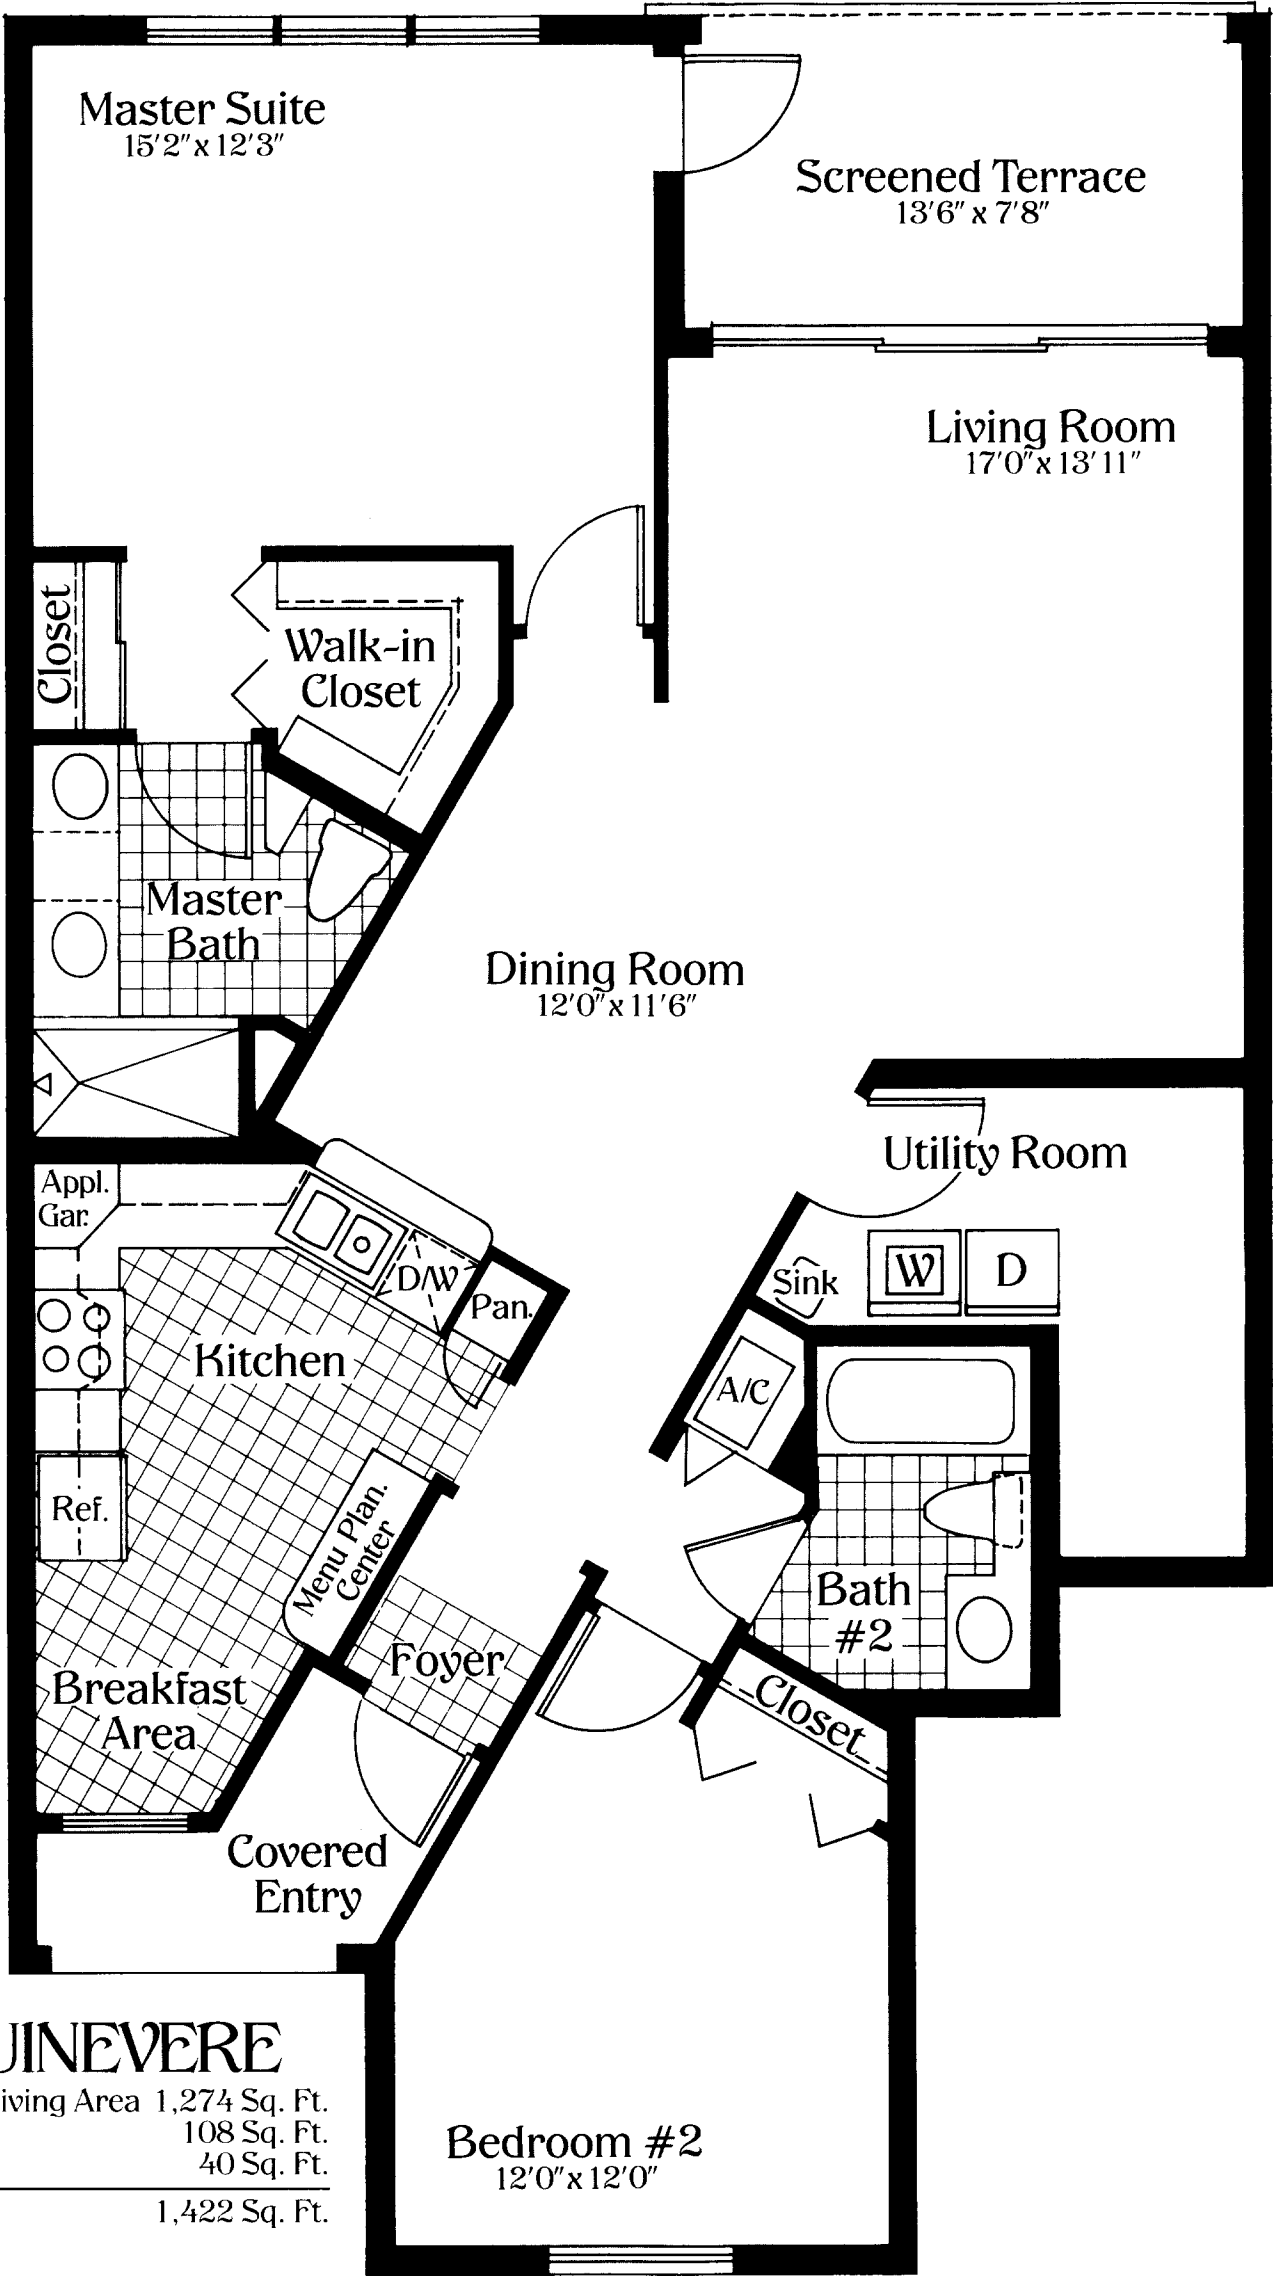 Master Suite
15'2" x 12'3"
Screened Terrace
13'6" x 7'8"
Living Room
17'0" x 13'11"
Closet
Walk-in
Closet
Master
Bath
Dining Room
12'0" x 11'6"
Utility Room
Appl.
Gar.
Sink
W
D
D/W
Pan.
Kitchen
A/C
Ref.
Menu Plan.
Center
Bath
#2
Foyer
Breakfast
Area
Closet
Covered
Entry
UINEVERE
iving Area 1,274 Sq. Ft.
108 Sq. Ft.
40 Sq. Ft.
1,422 Sq. Ft.
Bedroom #2
12'0" x 12'0"